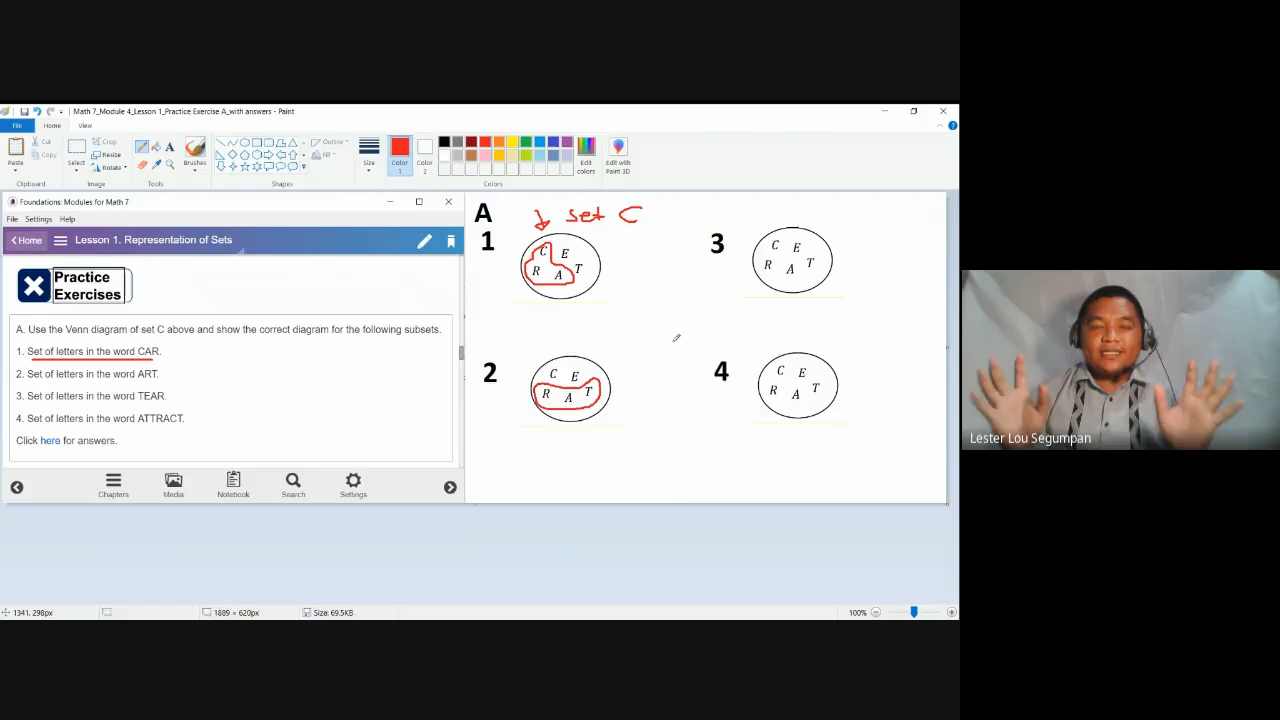 Math 7_Module 4_Lesson 1_Practice Exercise A_with answers - Paint
File Home View
Paste Cut Copy
Clipboard
Select Crop Resize Rotate
Image
Tools
Brushes
Shapes
Outline
Fill
Size
Color 1
Color 2
Edit colors
Edit with Paint 3D
Colors
Foundations: Modules for Math 7
File Settings Help
Home
Lesson 1. Representation of Sets
Practice
Exercises
A. Use the Venn diagram of set C above and show the correct diagram for the following subsets.
1. Set of letters in the word CAR.
2. Set of letters in the word ART.
3. Set of letters in the word TEAR.
4. Set of letters in the word ATTRACT.
Click here for answers.
Chapters Media Notebook Search Settings
A
set C
1
C E
R A T
2
C E
R A T
3
C E
R A T
4
C E
R A T
1341, 298px
1889 × 620px
Size: 69.5KB
100%
Lester Lou Segumpan